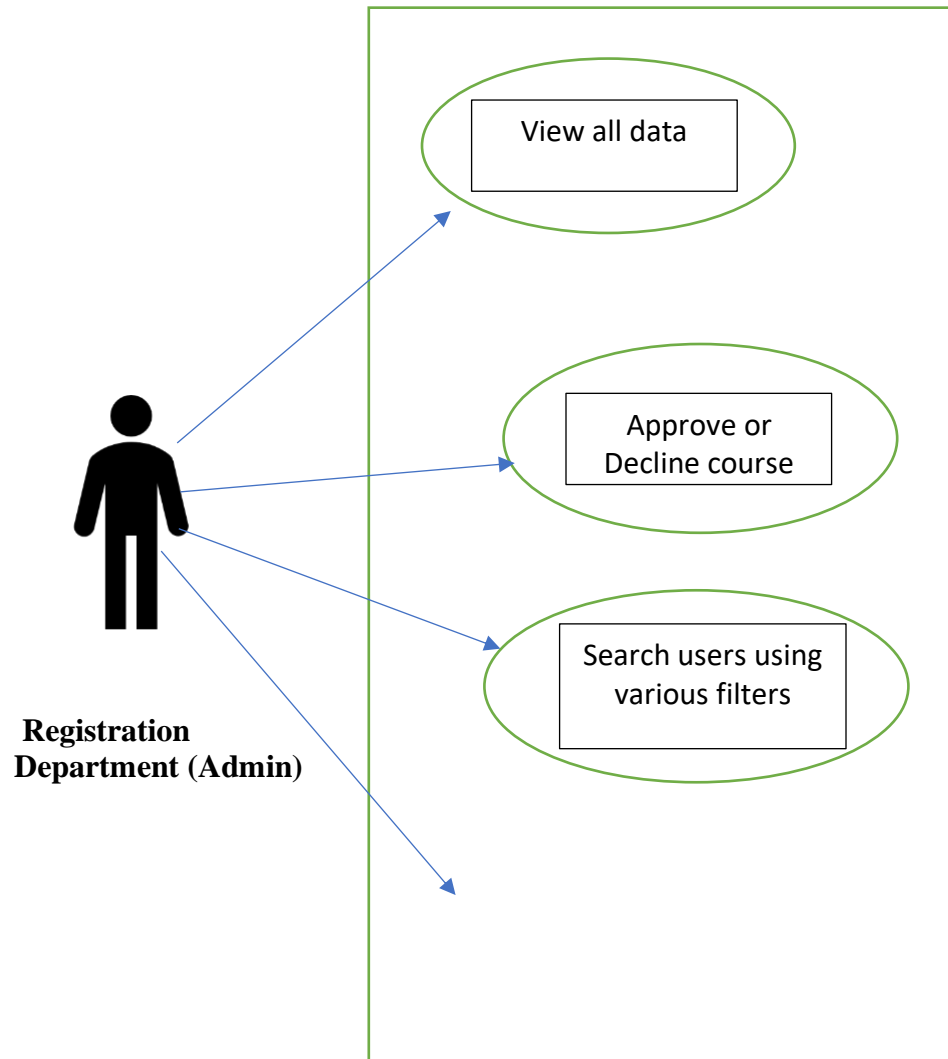 View all data
Approve or
Decline course
Search users using
various filters
Registration
Department (Admin)